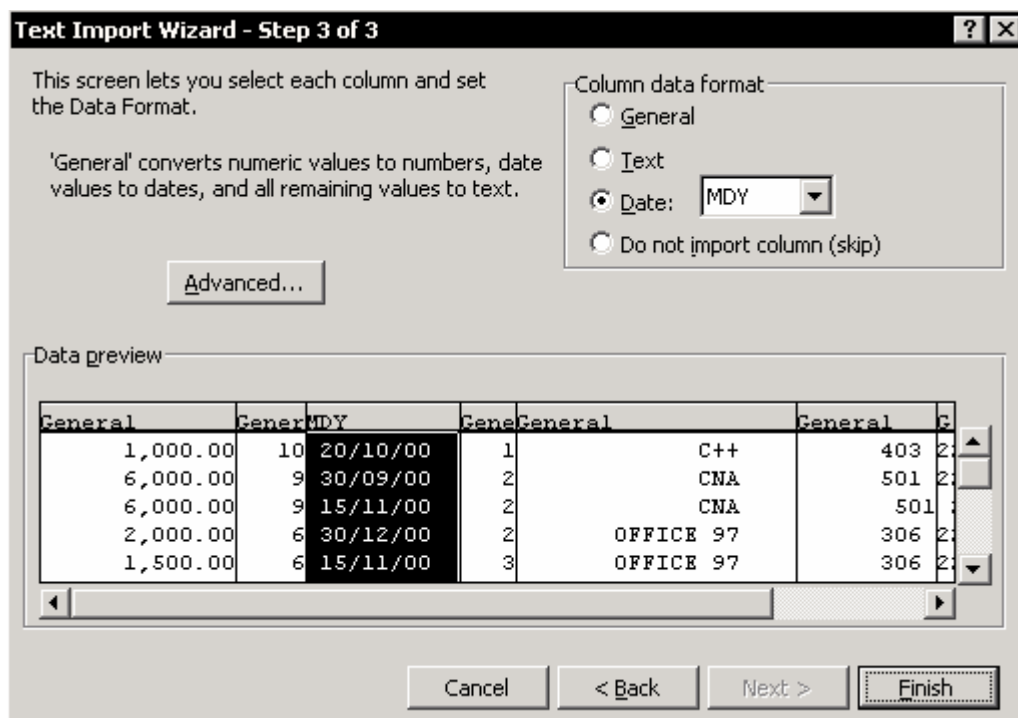 Text Import Wizard - Step 3 of 3
This screen lets you select each column and set
the Data Format.
'General' converts numeric values to numbers, date
values to dates, and all remaining values to text.
Advanced...
Column data format
General
Text
Date: MDY
Do not import column (skip)
Data preview
General Gener MDY Gene General General G
1,000.00 10 20/10/00 1 C++ 403
6,000.00 9 30/09/00 2 CNA 501
6,000.00 9 15/11/00 2 CNA 501
2,000.00 6 30/12/00 2 OFFICE 97 306
1,500.00 6 15/11/00 3 OFFICE 97 306
Cancel < Back Next > Finish